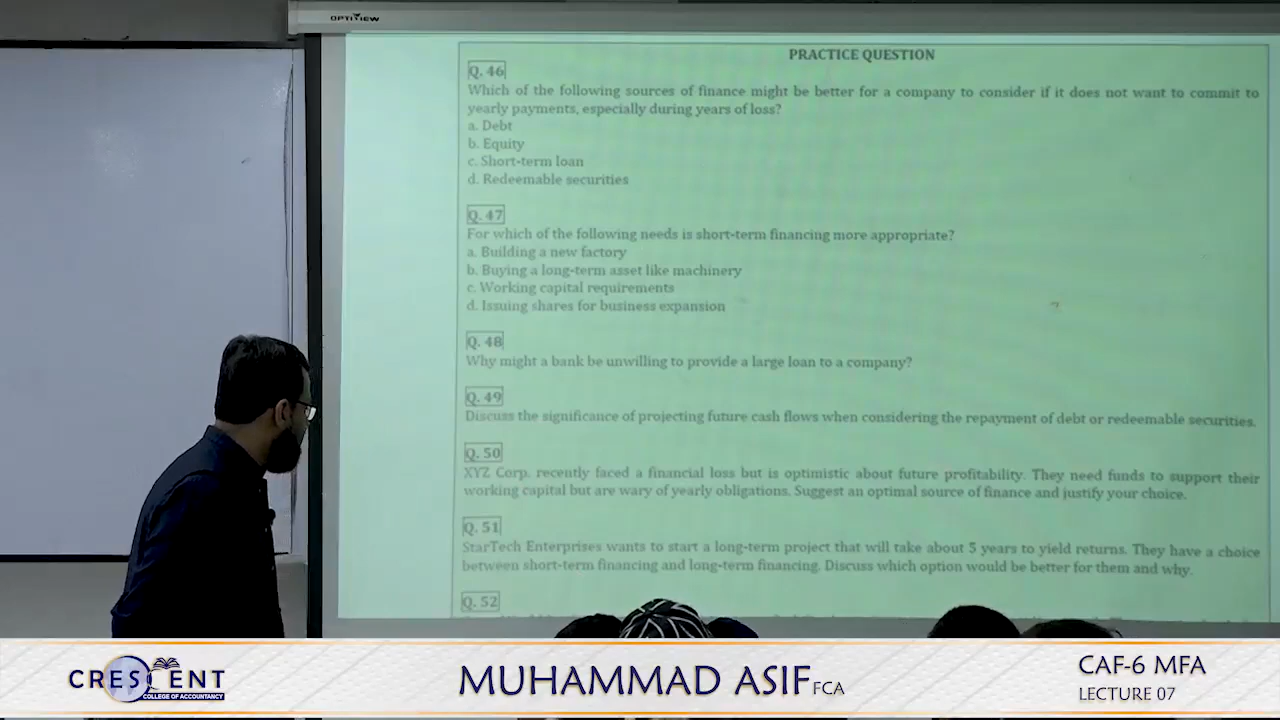 OPTIVIEW
PRACTICE QUESTION
Q. 46
Which of the following sources of finance might be better for a company to consider if it does not want to commit to
yearly payments, especially during years of loss?
a. Debt
b. Equity
c. Short-term loan
d. Redeemable securities
Q. 47
For which of the following needs is short-term financing more appropriate?
a. Building a new factory
b. Buying a long-term asset like machinery
c. Working capital requirements
d. Issuing shares for business expansion
Q. 48
Why might a bank be unwilling to provide a large loan to a company?
Q. 49
Discuss the significance of projecting future cash flows when considering the repayment of debt or redeemable securities.
Q. 50
XYZ Corp. recently faced a financial loss but is optimistic about future profitability. They need funds to support their
working capital but are wary of yearly obligations. Suggest an optimal source of finance and justify your choice.
Q. 51
StarTech Enterprises wants to start a long-term project that will take about 5 years to yield returns. They have a choice
between short-term financing and long-term financing. Discuss which option would be better for them and why.
Q. 52
CRESCENT
COLLEGE OF ACCOUNTANCY
MUHAMMAD ASIF FCA
CAF-6 MFA
LECTURE 07